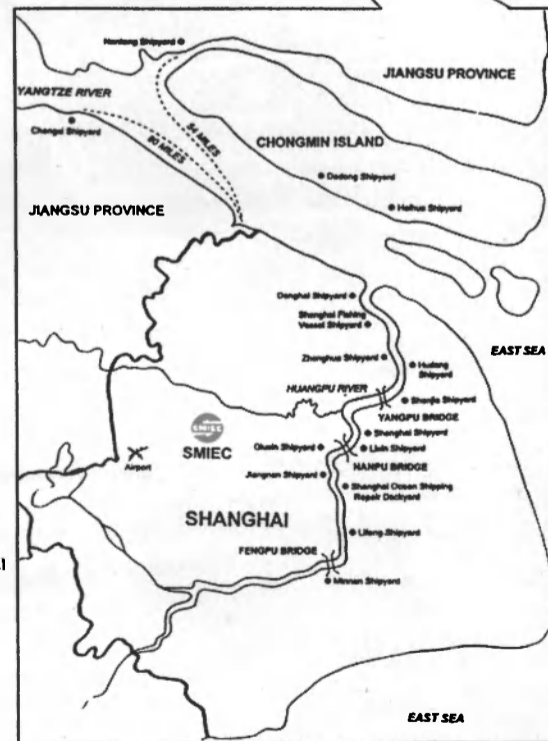 Nantong Shipyard
JIANGSU PROVINCE
YANGTZE RIVER
Chengxi Shipyard
54 MILES
80 MILES
CHONGMIN ISLAND
Dadong Shipyard
JIANGSU PROVINCE
Haihua Shipyard
Donghai Shipyard
Shanghai Fishing
Vessel Shipyard
EAST SEA
Zhonghua Shipyard
Hudong
Shipyard
HUANGPU RIVER
Shenjia Shipyard
YANGPU BRIDGE
SMIEC
SMIEC
Shanghai Shipyard
Qiuxin Shipyard
Lixin Shipyard
Airport
NANPU BRIDGE
Jiangnan Shipyard
Shanghai Ocean Shipping
Repair Dockyard
SHANGHAI
Lifeng Shipyard
FENGPU BRIDGE
Minnan Shipyard
EAST SEA